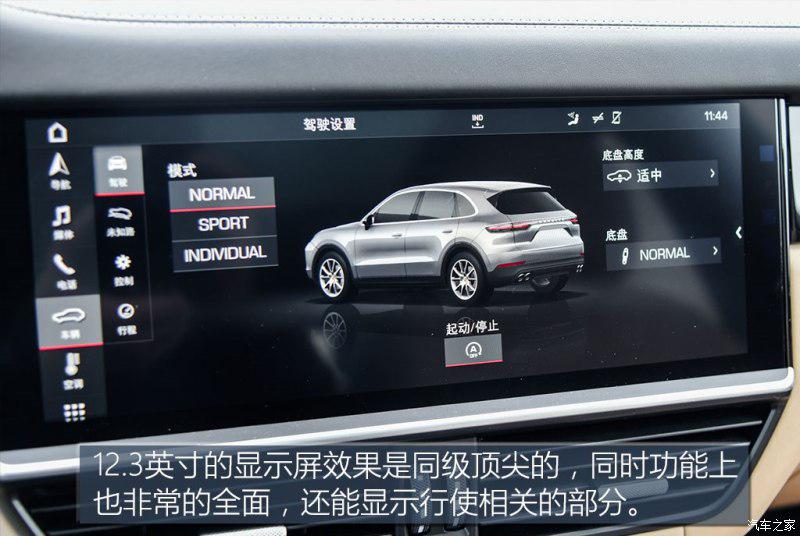 驾驶设置
IND
11:44
导航
媒体
电话
车辆
空调
驾驶
未知路
控制
行程
模式
NORMAL
SPORT
INDIVIDUAL
底盘高度
适中
底盘
NORMAL
起动/停止
A
OFF
12.3英寸的显示屏效果是同级顶尖的，同时功能上
也非常的全面，还能显示行使相关的部分。
汽车之家